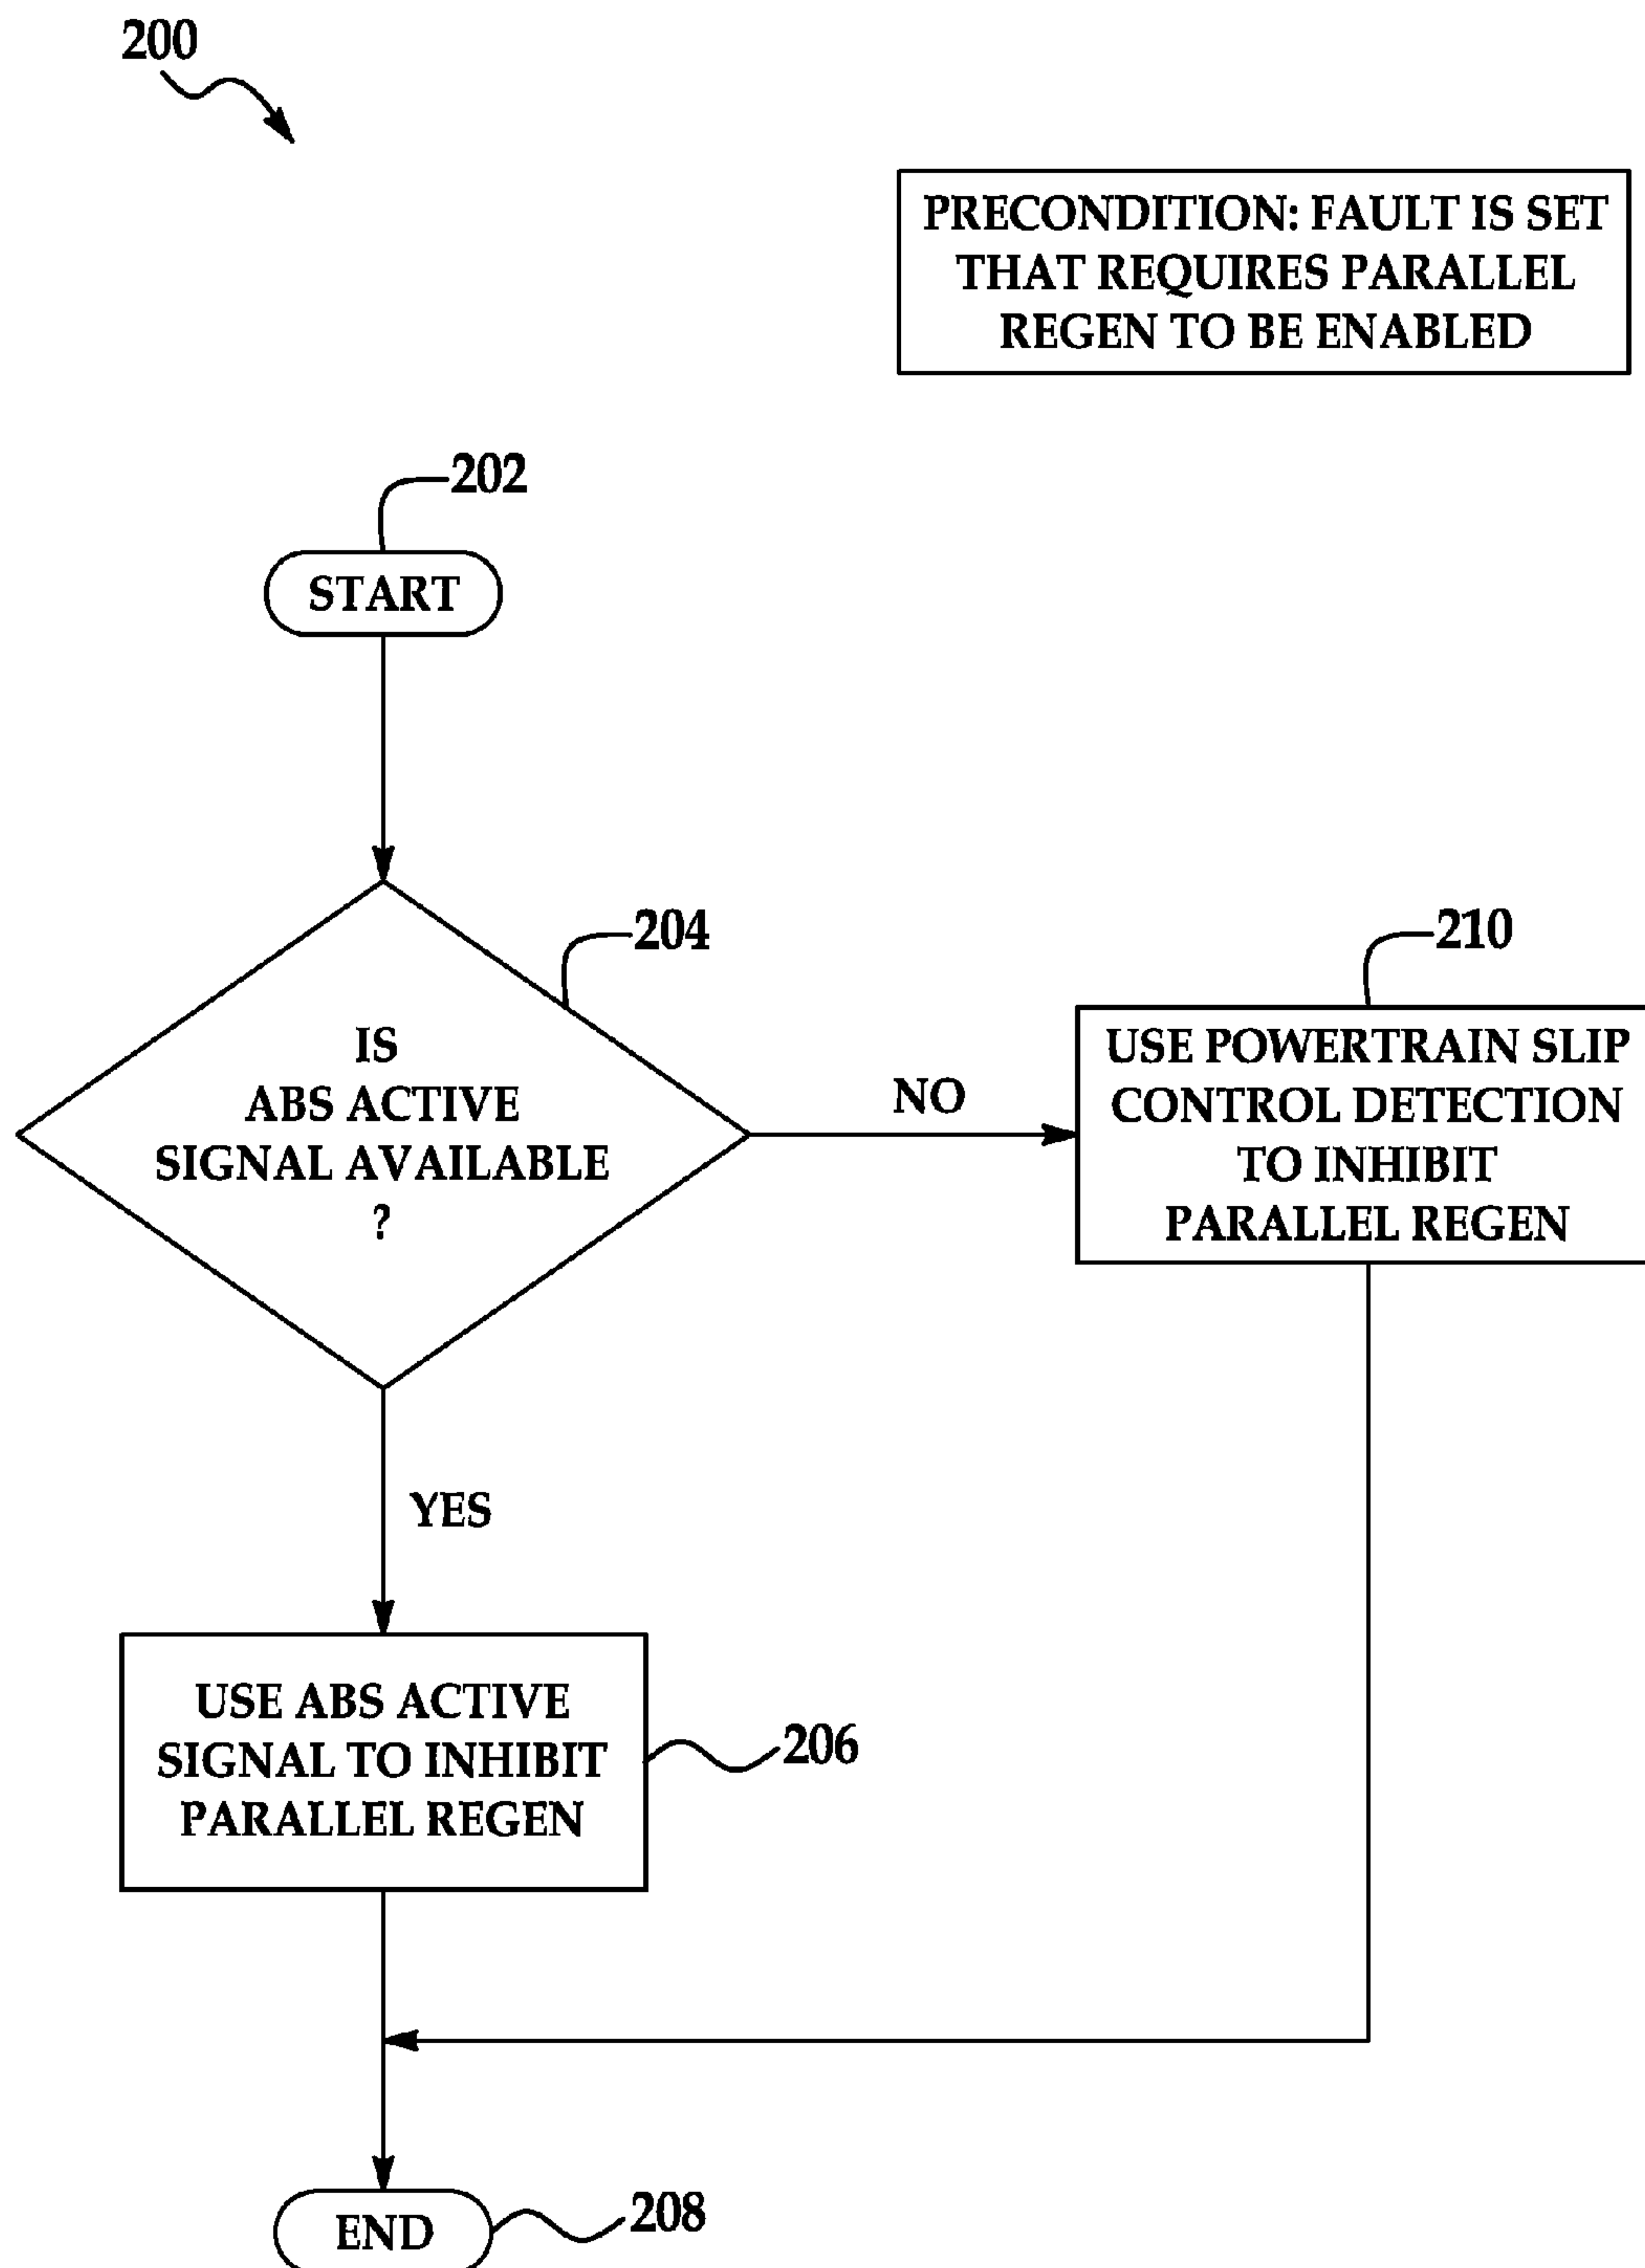 200
PRECONDITION: FAULT IS SET
THAT REQUIRES PARALLEL
REGEN TO BE ENABLED
202
START
204
IS
ABS ACTIVE
SIGNAL AVAILABLE
?
NO
210
USE POWERTRAIN SLIP
CONTROL DETECTION
TO INHIBIT
PARALLEL REGEN
YES
USE ABS ACTIVE
SIGNAL TO INHIBIT
PARALLEL REGEN
206
END
208